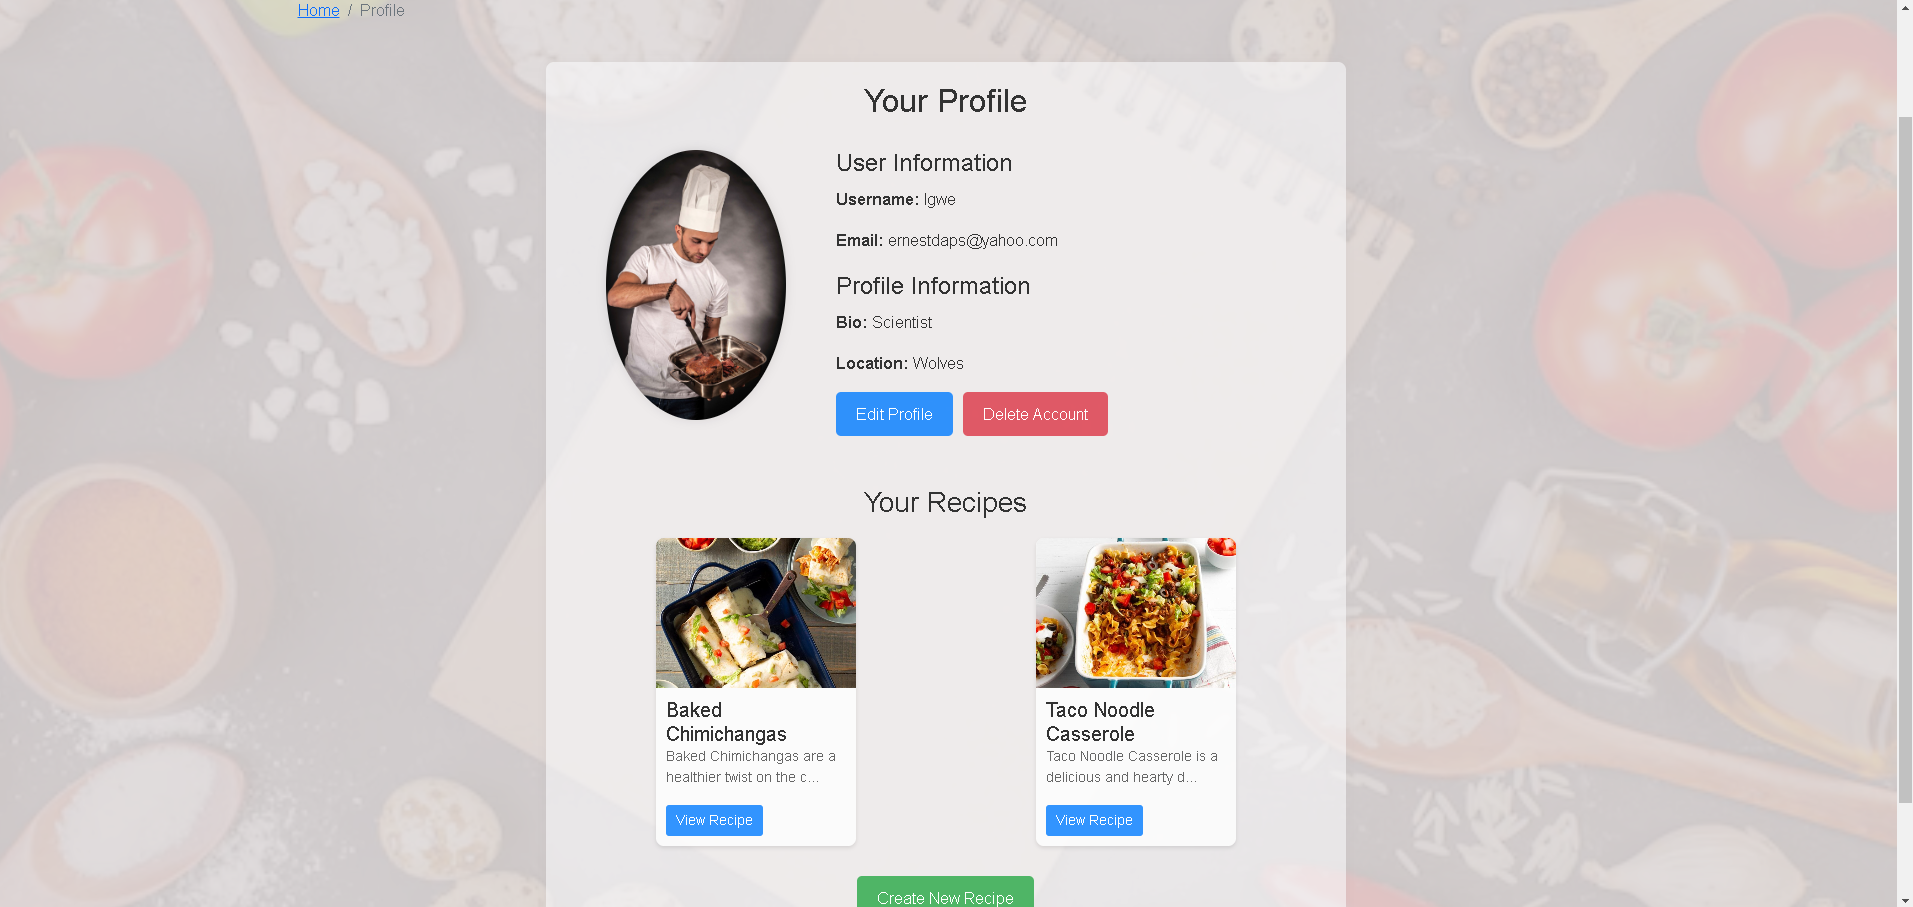 Home / Profile
Your Profile
User Information
Username: Igwe
Email: ernestdaps@yahoo.com
Profile Information
Bio: Scientist
Location: Wolves
Edit Profile Delete Account
Your Recipes
Baked
Chimichangas
Baked Chimichangas are a
healthier twist on the c...
View Recipe
Taco Noodle
Casserole
Taco Noodle Casserole is a
delicious and hearty d...
View Recipe
Create New Recipe